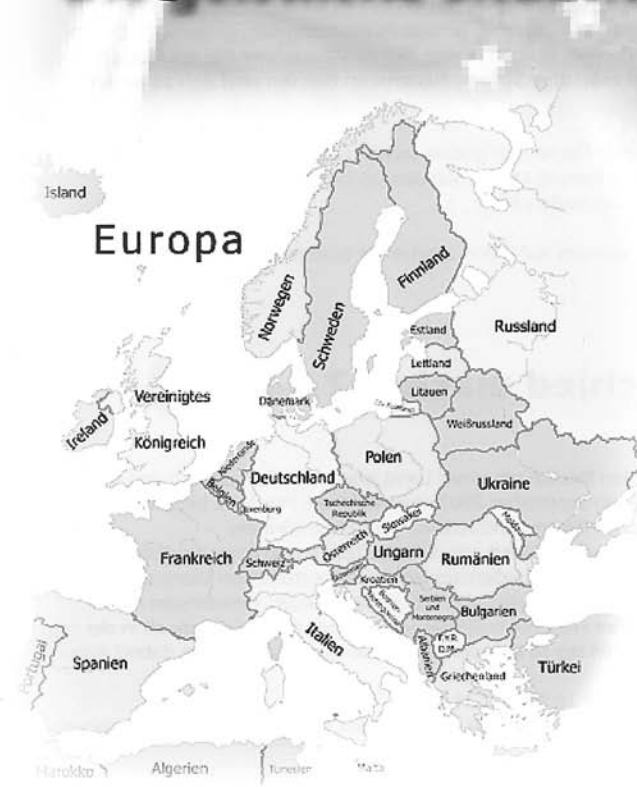 Island
Europa
Norwegen
Schweden
Finnland
Russland
Estland
Lettland
Litauen
Weißrussland
Dänemark
Ireland
Vereinigtes
Königreich
Niederlande
Belgien
Deutschland
Polen
Ukraine
Tschechische
Republik
Slowakei
Frankreich
Schweiz
Österreich
Ungarn
Rumänien
Kroatien
Serbien
und
Montenegro
Bulgarien
Italien
Albanien
Griechenland
Türkei
Portugal
Spanien
Marokko
Algerien
Tunesien
Malta